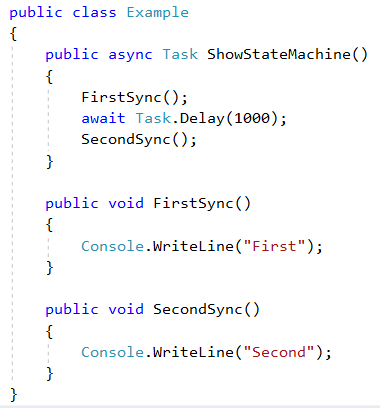 public class Example
{
    public async Task ShowStateMachine()
    {
        FirstSync();
        await Task.Delay(1000);
        SecondSync();
    }

    public void FirstSync()
    {
        Console.WriteLine("First");
    }

    public void SecondSync()
    {
        Console.WriteLine("Second");
    }
}